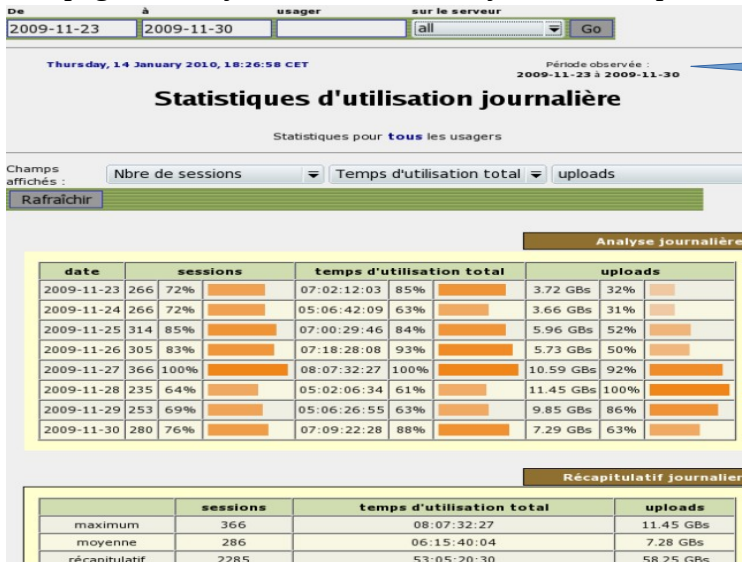 De à usager sur le serveur
2009-11-23 2009-11-30 all Go
Thursday, 14 January 2010, 18:26:58 CET
Période observée :
2009-11-23 à 2009-11-30
Statistiques d'utilisation journalière
Statistiques pour tous les usagers
Champs affichés : Nbre de sessions Temps d'utilisation total uploads
Rafraîchir
Analyse journalière
date sessions temps d'utilisation total uploads
2009-11-23 266 72% 07:02:12:03 85% 3.72 GBs 32%
2009-11-24 266 72% 05:06:42:09 63% 3.66 GBs 31%
2009-11-25 314 85% 07:00:29:46 84% 5.96 GBs 52%
2009-11-26 305 83% 07:18:28:08 93% 5.73 GBs 50%
2009-11-27 366 100% 08:07:32:27 100% 10.59 GBs 92%
2009-11-28 235 64% 05:02:06:34 61% 11.45 GBs 100%
2009-11-29 253 69% 05:06:26:55 63% 9.85 GBs 86%
2009-11-30 280 76% 07:09:22:28 88% 7.29 GBs 63%
Récapitulatif journalier
sessions temps d'utilisation total uploads
maximum 366 08:07:32:27 11.45 GBs
moyenne 286 06:15:40:04 7.28 GBs
récapitulatif 2285 53:05:20:30 58.25 GBs